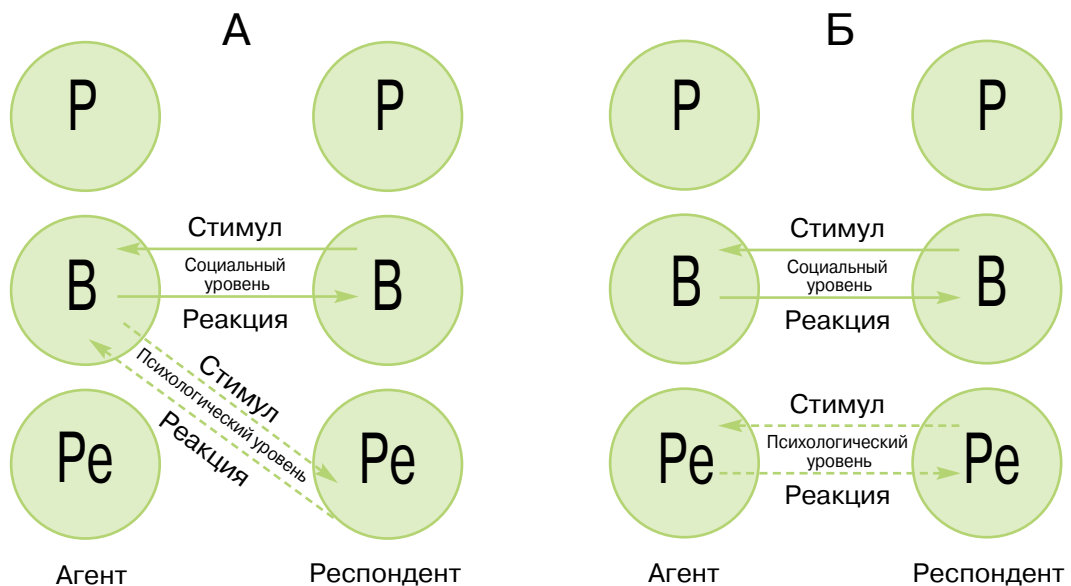 А
Р
Р
Стимул
Социальный
уровень
В
В
Реакция
Стимул
Психологический уровень
Реакция
Ре
Ре
Агент
Респондент
Б
Р
Р
Стимул
Социальный
уровень
В
В
Реакция
Стимул
Психологический
уровень
Ре
Ре
Реакция
Агент
Респондент